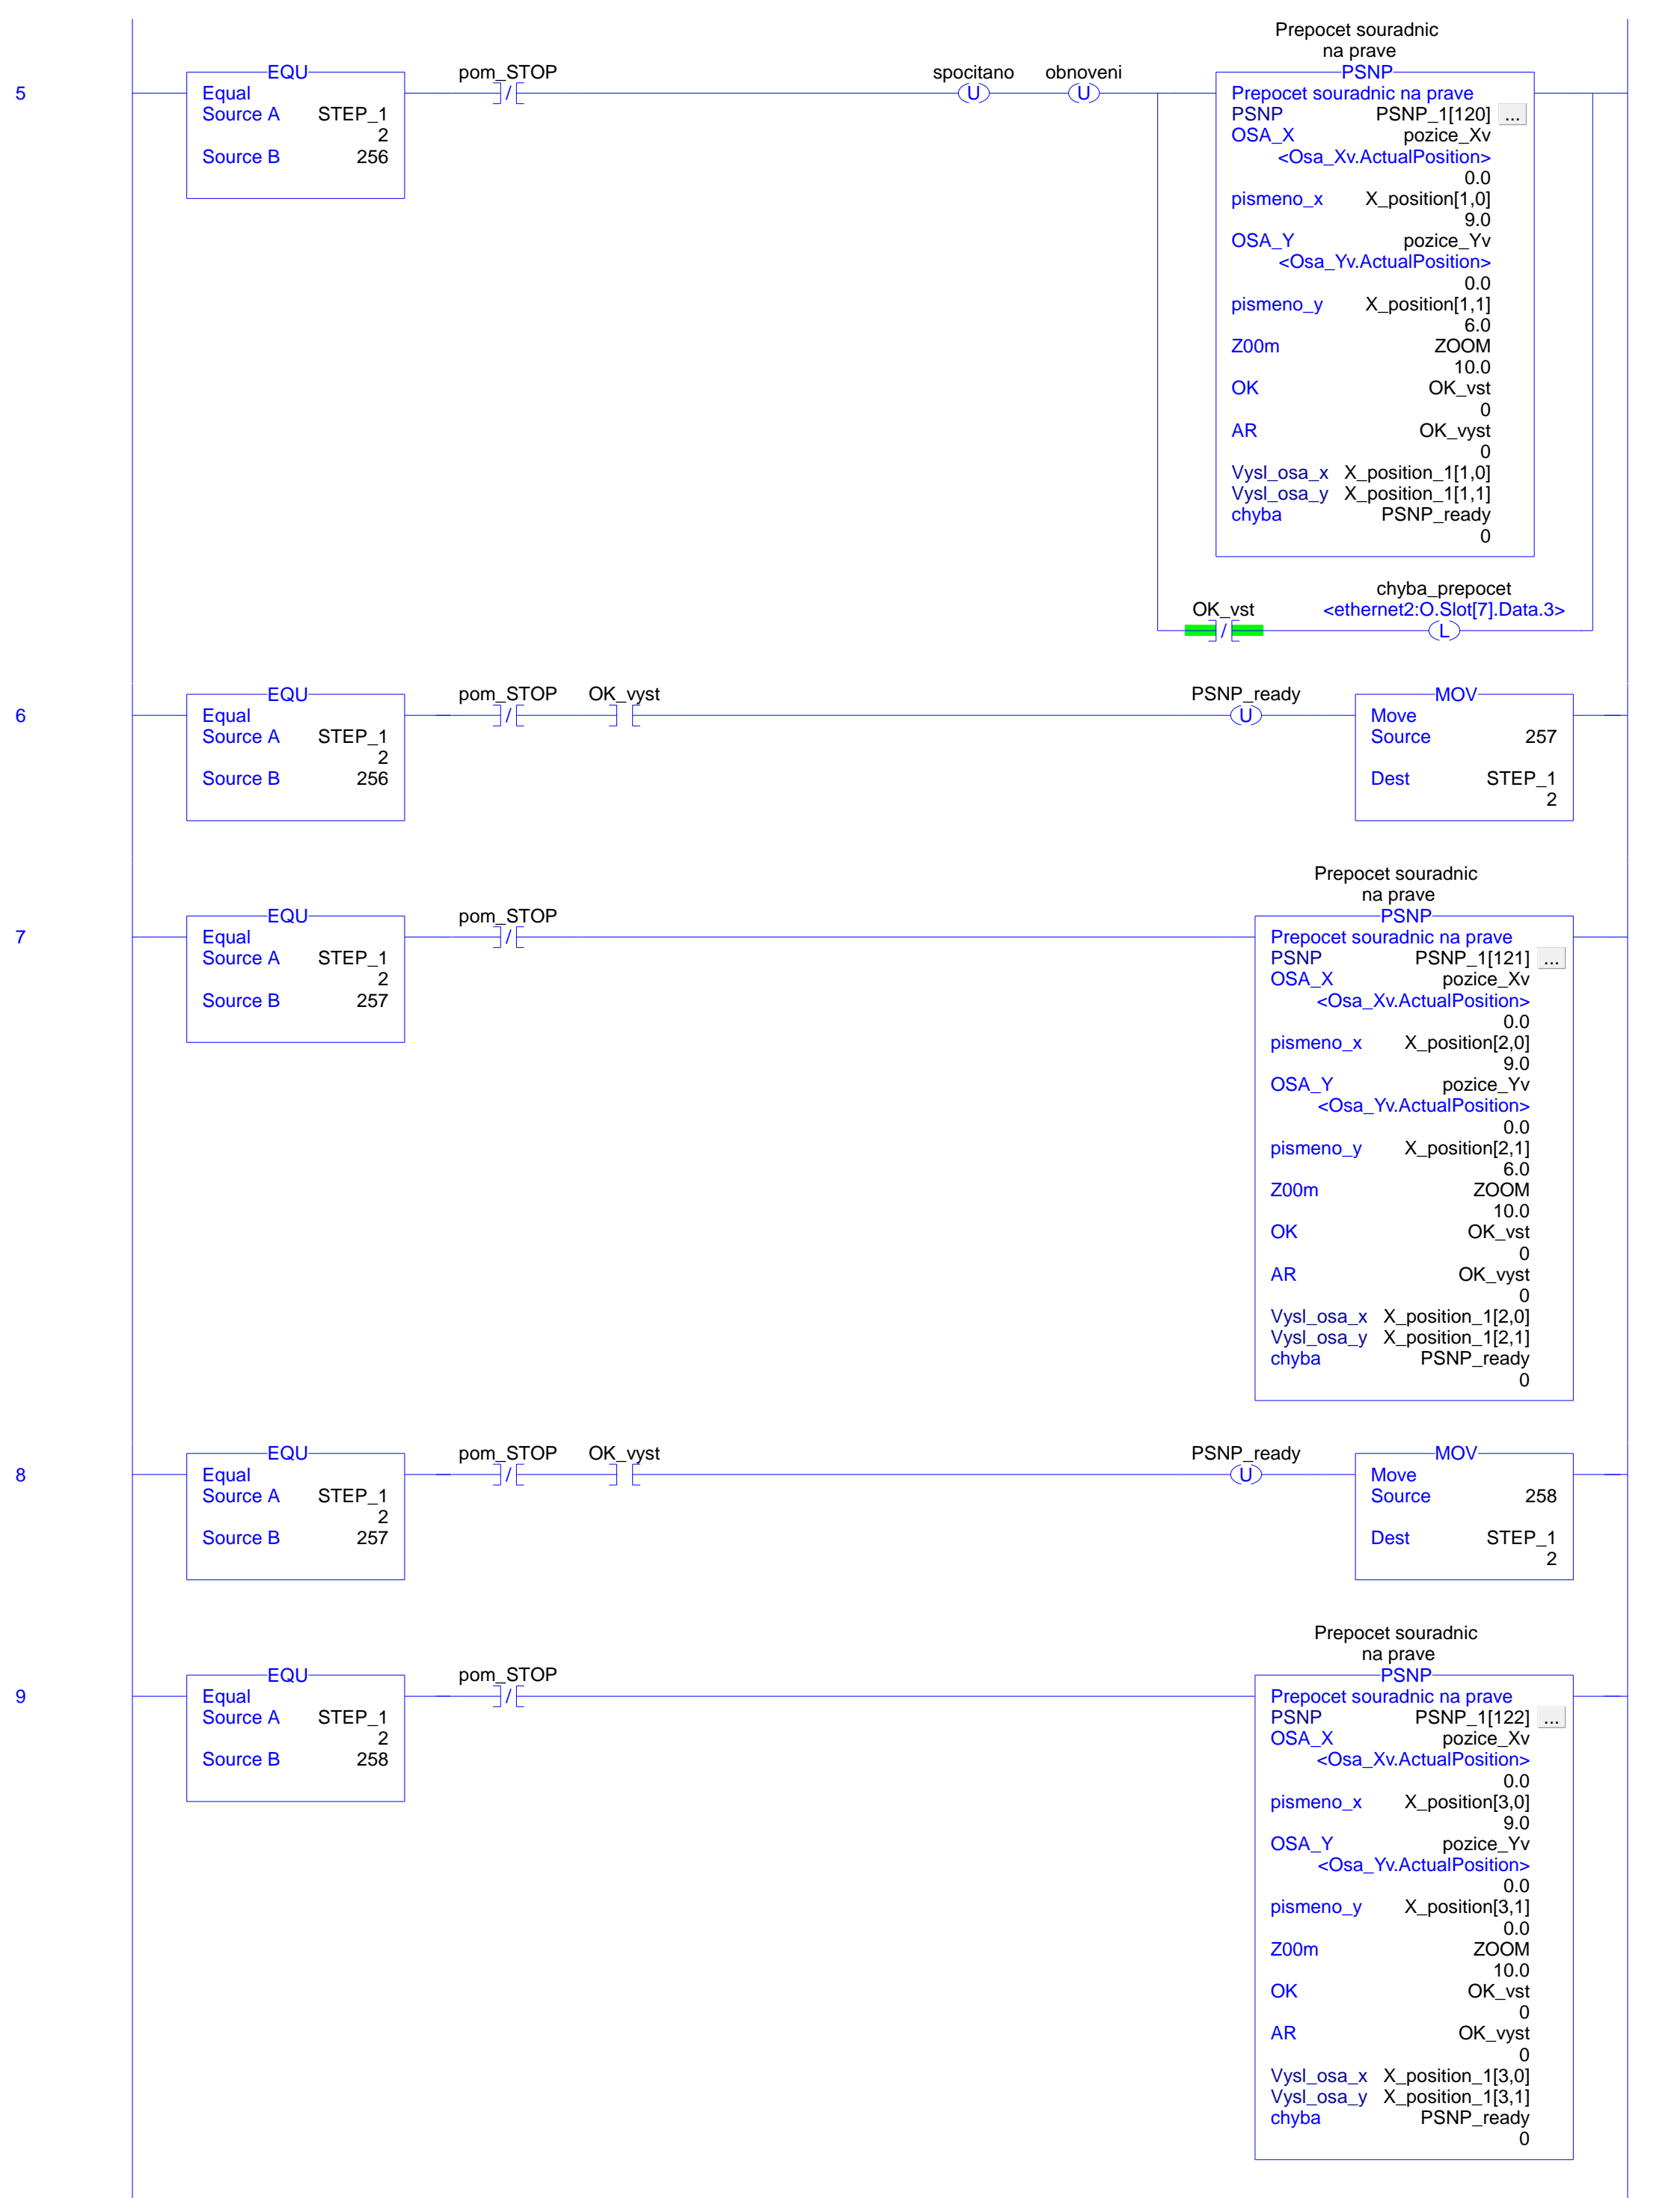 Prepocet souradnic
na prave
5
EQU
Equal
Source A STEP_1
2
Source B 256
pom_STOP
/
spocitano
U
obnoveni
U
PSNP
Prepocet souradnic na prave
PSNP PSNP_1[120] ...
OSA_X pozice_Xv
<Osa_Xv.ActualPosition>
0.0
pismeno_x X_position[1,0]
9.0
OSA_Y pozice_Yv
<Osa_Yv.ActualPosition>
0.0
pismeno_y X_position[1,1]
6.0
Z00m ZOOM
10.0
OK OK_vst
0
AR OK_vyst
0
Vysl_osa_x X_position_1[1,0]
Vysl_osa_y X_position_1[1,1]
chyba PSNP_ready
0
OK_vst
/
chyba_prepocet
<ethernet2:O.Slot[7].Data.3>
L
6
EQU
Equal
Source A STEP_1
2
Source B 256
pom_STOP
/
OK_vyst
PSNP_ready
U
MOV
Move
Source 257
Dest STEP_1
2
Prepocet souradnic
na prave
7
EQU
Equal
Source A STEP_1
2
Source B 257
pom_STOP
/
PSNP
Prepocet souradnic na prave
PSNP PSNP_1[121] ...
OSA_X pozice_Xv
<Osa_Xv.ActualPosition>
0.0
pismeno_x X_position[2,0]
9.0
OSA_Y pozice_Yv
<Osa_Yv.ActualPosition>
0.0
pismeno_y X_position[2,1]
6.0
Z00m ZOOM
10.0
OK OK_vst
0
AR OK_vyst
0
Vysl_osa_x X_position_1[2,0]
Vysl_osa_y X_position_1[2,1]
chyba PSNP_ready
0
8
EQU
Equal
Source A STEP_1
2
Source B 257
pom_STOP
/
OK_vyst
PSNP_ready
U
MOV
Move
Source 258
Dest STEP_1
2
Prepocet souradnic
na prave
9
EQU
Equal
Source A STEP_1
2
Source B 258
pom_STOP
/
PSNP
Prepocet souradnic na prave
PSNP PSNP_1[122] ...
OSA_X pozice_Xv
<Osa_Xv.ActualPosition>
0.0
pismeno_x X_position[3,0]
9.0
OSA_Y pozice_Yv
<Osa_Yv.ActualPosition>
0.0
pismeno_y X_position[3,1]
0.0
Z00m ZOOM
10.0
OK OK_vst
0
AR OK_vyst
0
Vysl_osa_x X_position_1[3,0]
Vysl_osa_y X_position_1[3,1]
chyba PSNP_ready
0